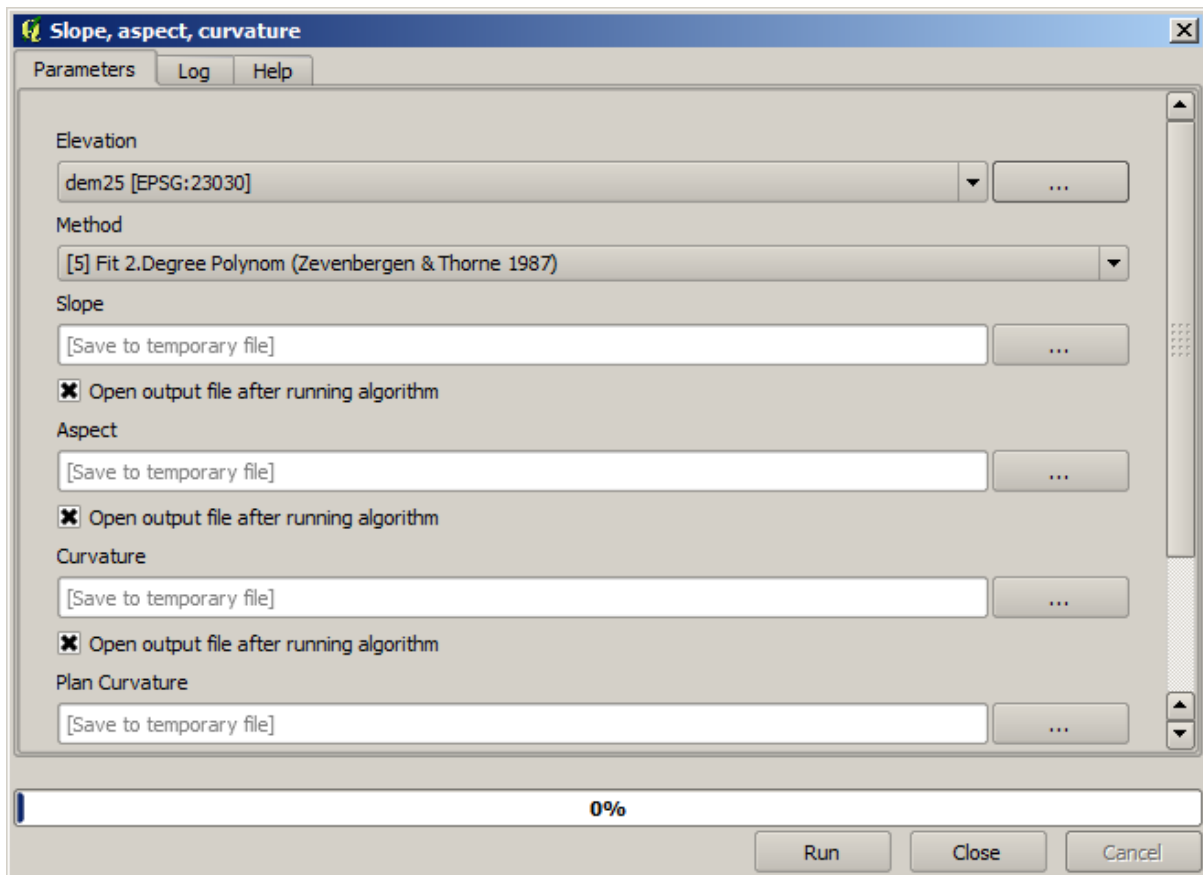 Slope, aspect, curvature
Parameters Log Help
Elevation
dem25 [EPSG:23030]
...
Method
[5] Fit 2.Degree Polynom (Zevenbergen & Thorne 1987)
Slope
[Save to temporary file]
...
Open output file after running algorithm
Aspect
[Save to temporary file]
...
Open output file after running algorithm
Curvature
[Save to temporary file]
...
Open output file after running algorithm
Plan Curvature
[Save to temporary file]
...
0%
Run Close Cancel